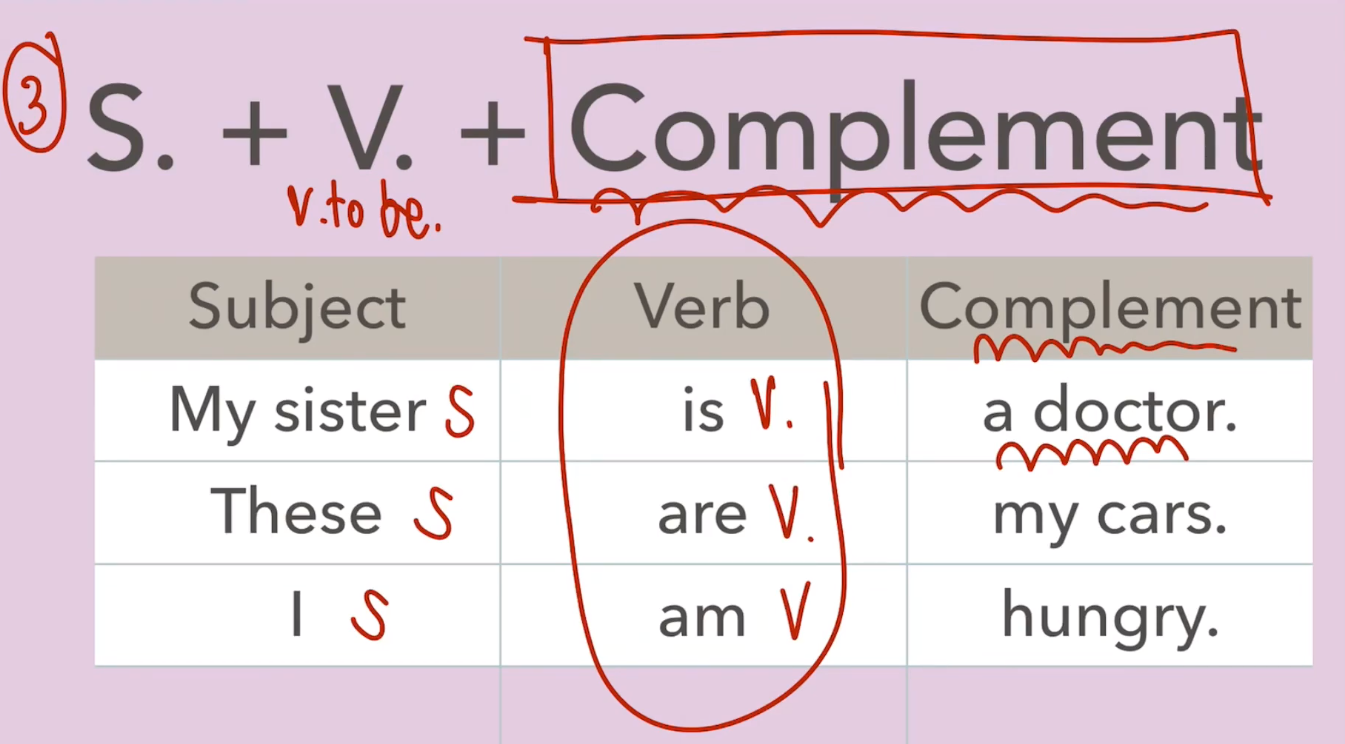 3 S. + V. + Complement
v. to be.
Subject Verb Complement
My sister S is V. a doctor.
These S are V. my cars.
I S am V hungry.